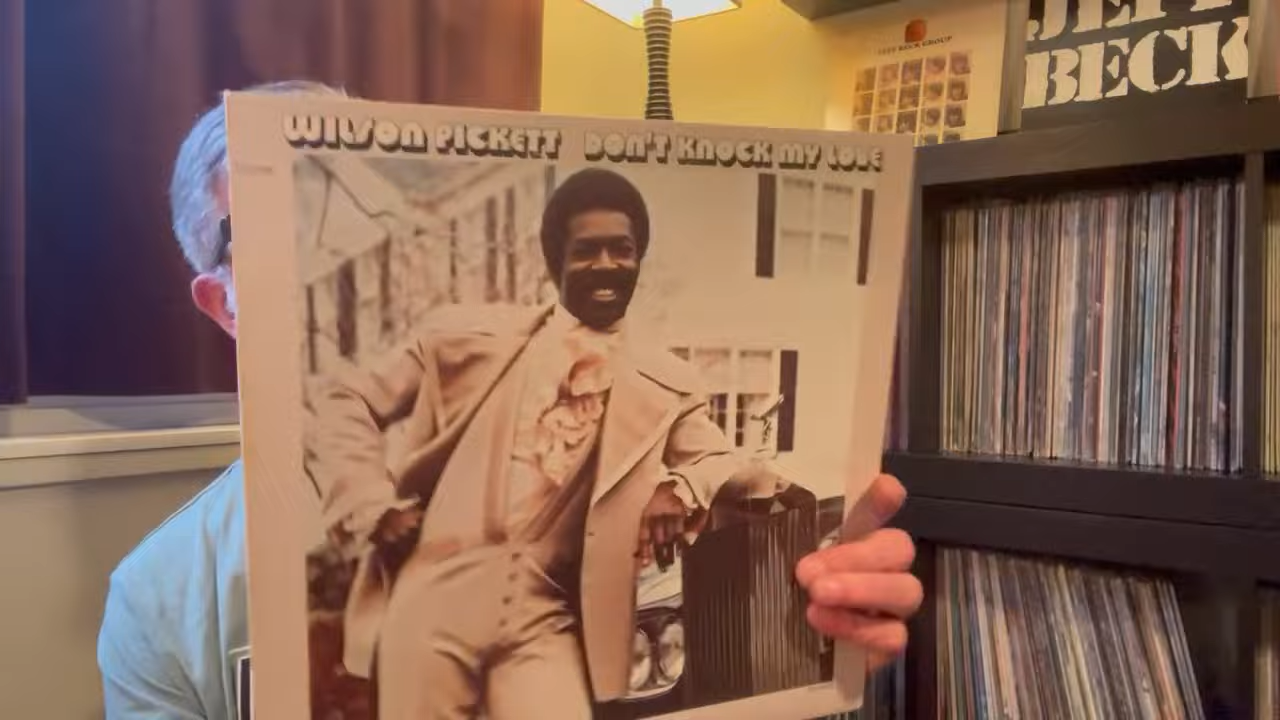 JEFF BECK GROUP
JEFF
BECK
WILSON PICKETT DON'T KNOCK MY LOVE